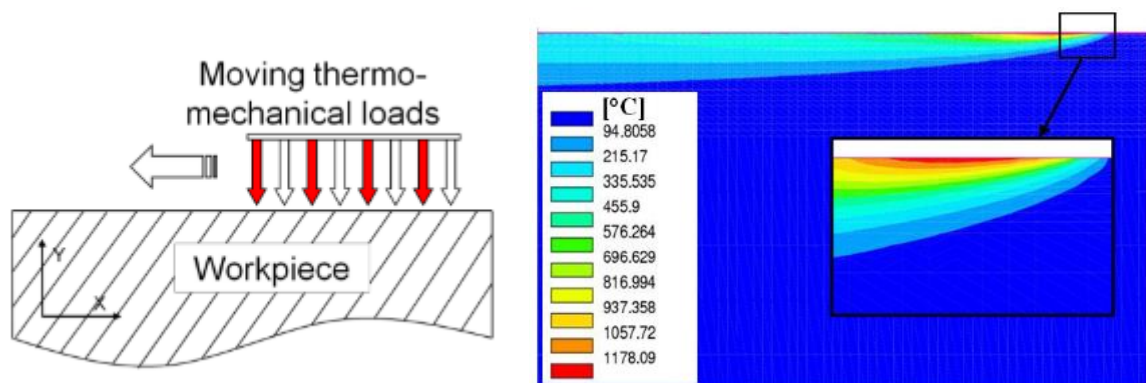 Moving thermo-
mechanical loads
Workpiece
Y
X
[°C]
94.8058
215.17
335.535
455.9
576.264
696.629
816.994
937.358
1057.72
1178.09